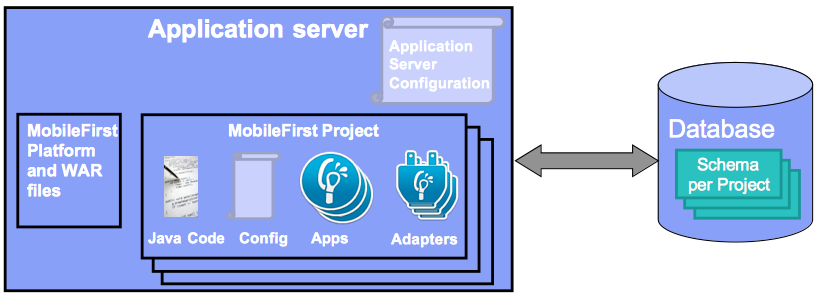 Application server
Application
Server
Configuration
MobileFirst
Platform
and WAR
files
MobileFirst Project
Java Code
Config
Apps
Adapters
Database
Schema
per Project